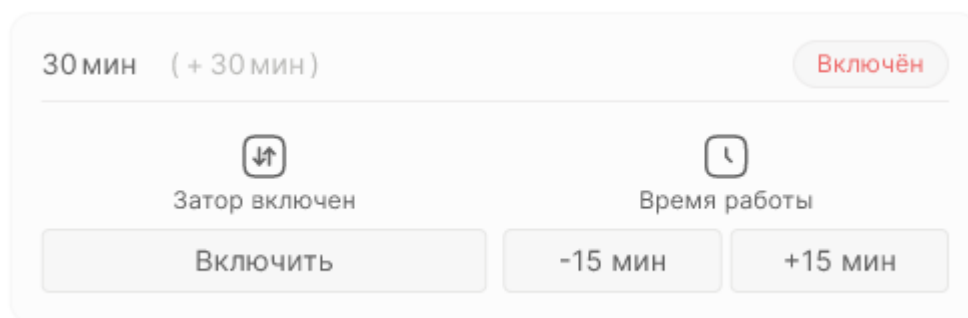 30 мин ( + 30 мин ) Включён
Затор включен Время работы
Включить -15 мин +15 мин